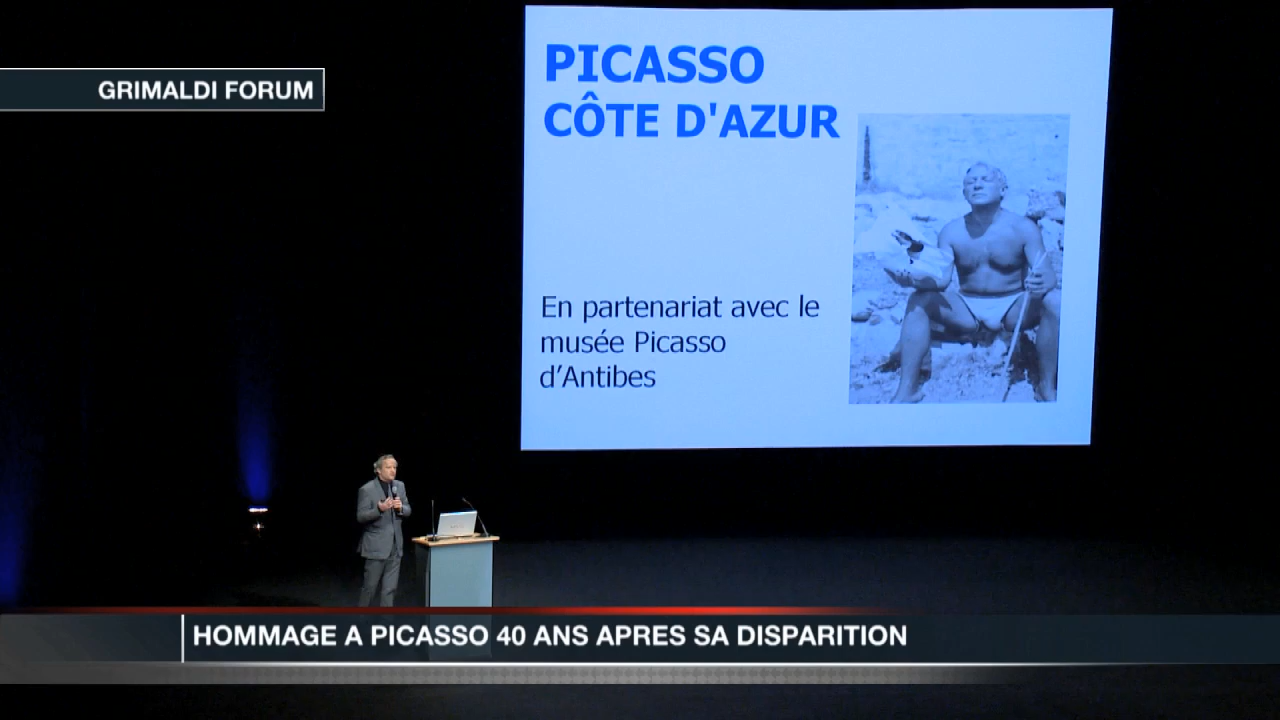 GRIMALDI FORUM
PICASSO
CÔTE D'AZUR
En partenariat avec le
musée Picasso
d’Antibes
HOMMAGE A PICASSO 40 ANS APRES SA DISPARITION